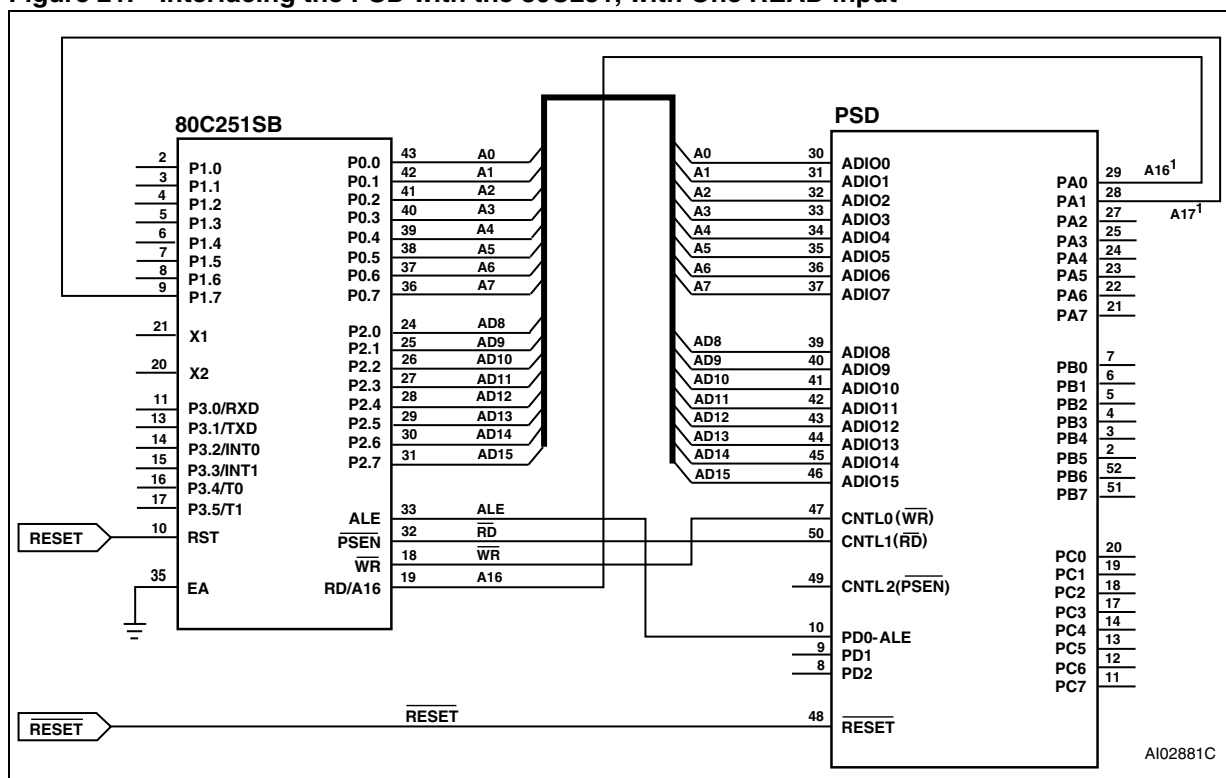 Figure 21. Interfacing the PSD with the 80C251, with One READ Input
80C251SB
2 P1.0
3 P1.1
4 P1.2
5 P1.3
6 P1.4
7 P1.5
8 P1.6
9 P1.7
21 X1
20 X2
11 P3.0/RXD
13 P3.1/TXD
14 P3.2/INT0
15 P3.3/INT1
16 P3.4/T0
17 P3.5/T1
RESET 10 RST
35 EA
P0.0 43 A0
P0.1 42 A1
P0.2 41 A2
P0.3 40 A3
P0.4 39 A4
P0.5 38 A5
P0.6 37 A6
P0.7 36 A7
P2.0 24 AD8
P2.1 25 AD9
P2.2 26 AD10
P2.3 27 AD11
P2.4 28 AD12
P2.5 29 AD13
P2.6 30 AD14
P2.7 31 AD15
ALE 33 ALE
PSEN 32 RD
WR 18 WR
RD/A16 19 A16
PSD
A0 30 ADIO0
A1 31 ADIO1
A2 32 ADIO2
A3 33 ADIO3
A4 34 ADIO4
A5 35 ADIO5
A6 36 ADIO6
A7 37 ADIO7
AD8 39 ADIO8
AD9 40 ADIO9
AD10 41 ADIO10
AD11 42 ADIO11
AD12 43 ADIO12
AD13 44 ADIO13
AD14 45 ADIO14
AD15 46 ADIO15
47 CNTL0(WR)
50 CNTL1(RD)
49 CNTL2(PSEN)
10 PD0-ALE
9 PD1
8 PD2
RESET RESET 48 RESET
PA0 29 A16¹
PA1 28 A17¹
PA2 27
PA3 25
PA4 24
PA5 23
PA6 22
PA7 21
PB0 7
PB1 6
PB2 5
PB3 4
PB4 3
PB5 2
PB6 52
PB7 51
PC0 20
PC1 19
PC2 18
PC3 17
PC4 14
PC5 13
PC6 12
PC7 11
AI02881C